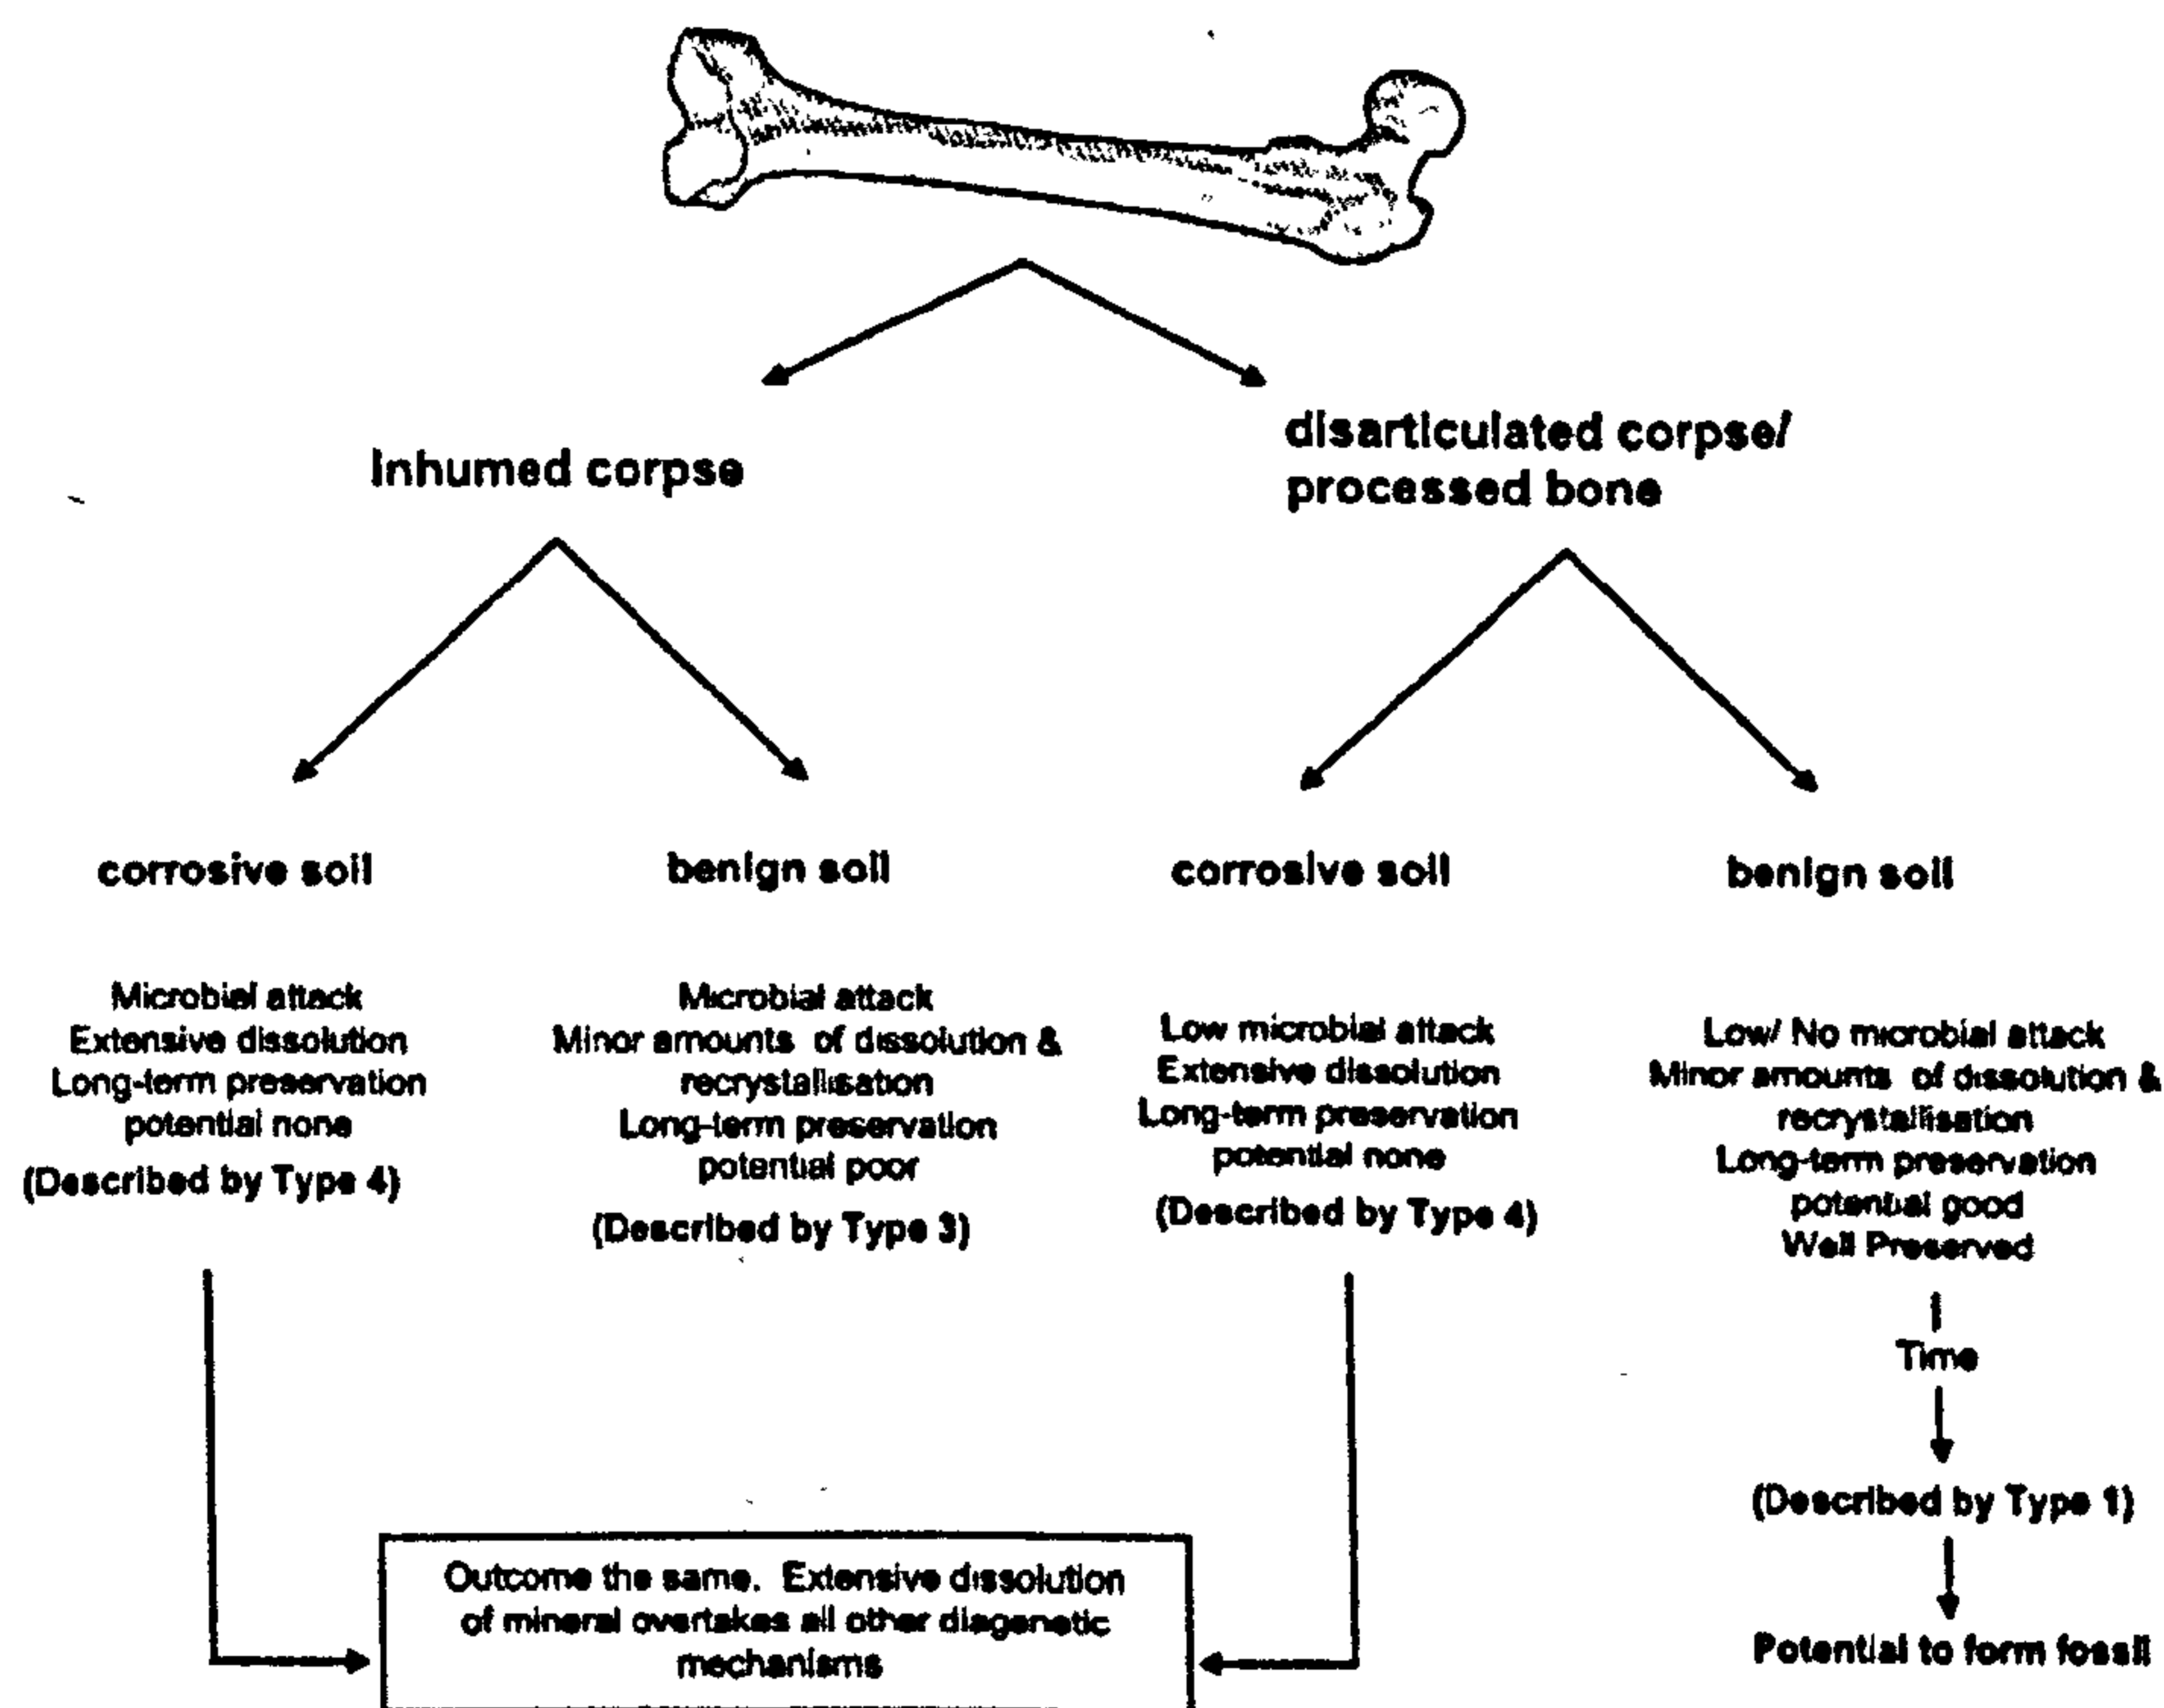 Inhumed corpse
disarticulated corpse/
processed bone
corrosive soil
benign soil
corrosive soil
benign soil
Microbial attack
Extensive dissolution
Long-term preservation
potential none
(Described by Type 4)
Microbial attack
Minor amounts of dissolution &
recrystallisation
Long-term preservation
potential poor
(Described by Type 3)
Low microbial attack
Extensive dissolution
Long-term preservation
potential none
(Described by Type 4)
Low/ No microbial attack
Minor amounts of dissolution &
recrystallisation
Long-term preservation
potential good
Well Preserved
Time
(Described by Type 1)
Potential to form fossil
Outcome the same. Extensive dissolution
of mineral overtakes all other diagenetic
mechanisms